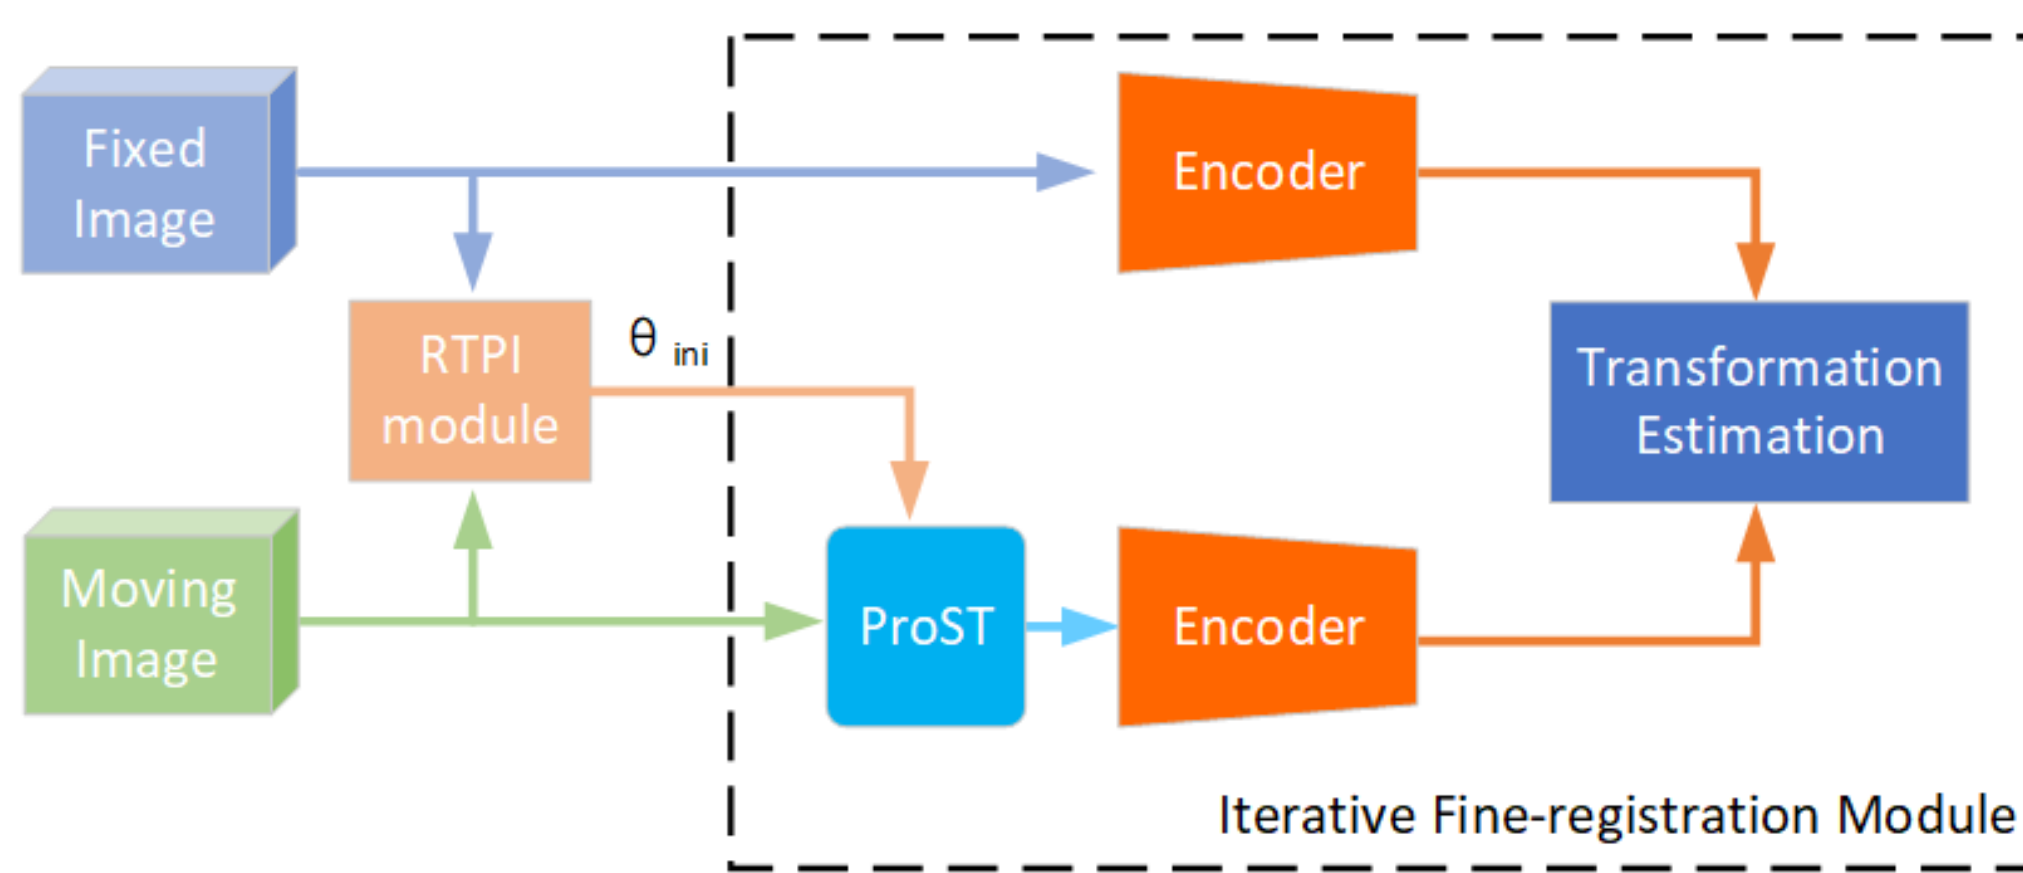 Fixed
Image
Encoder
RTPI
module
θ ini
Transformation
Estimation
Moving
Image
ProST
Encoder
Iterative Fine-registration Module